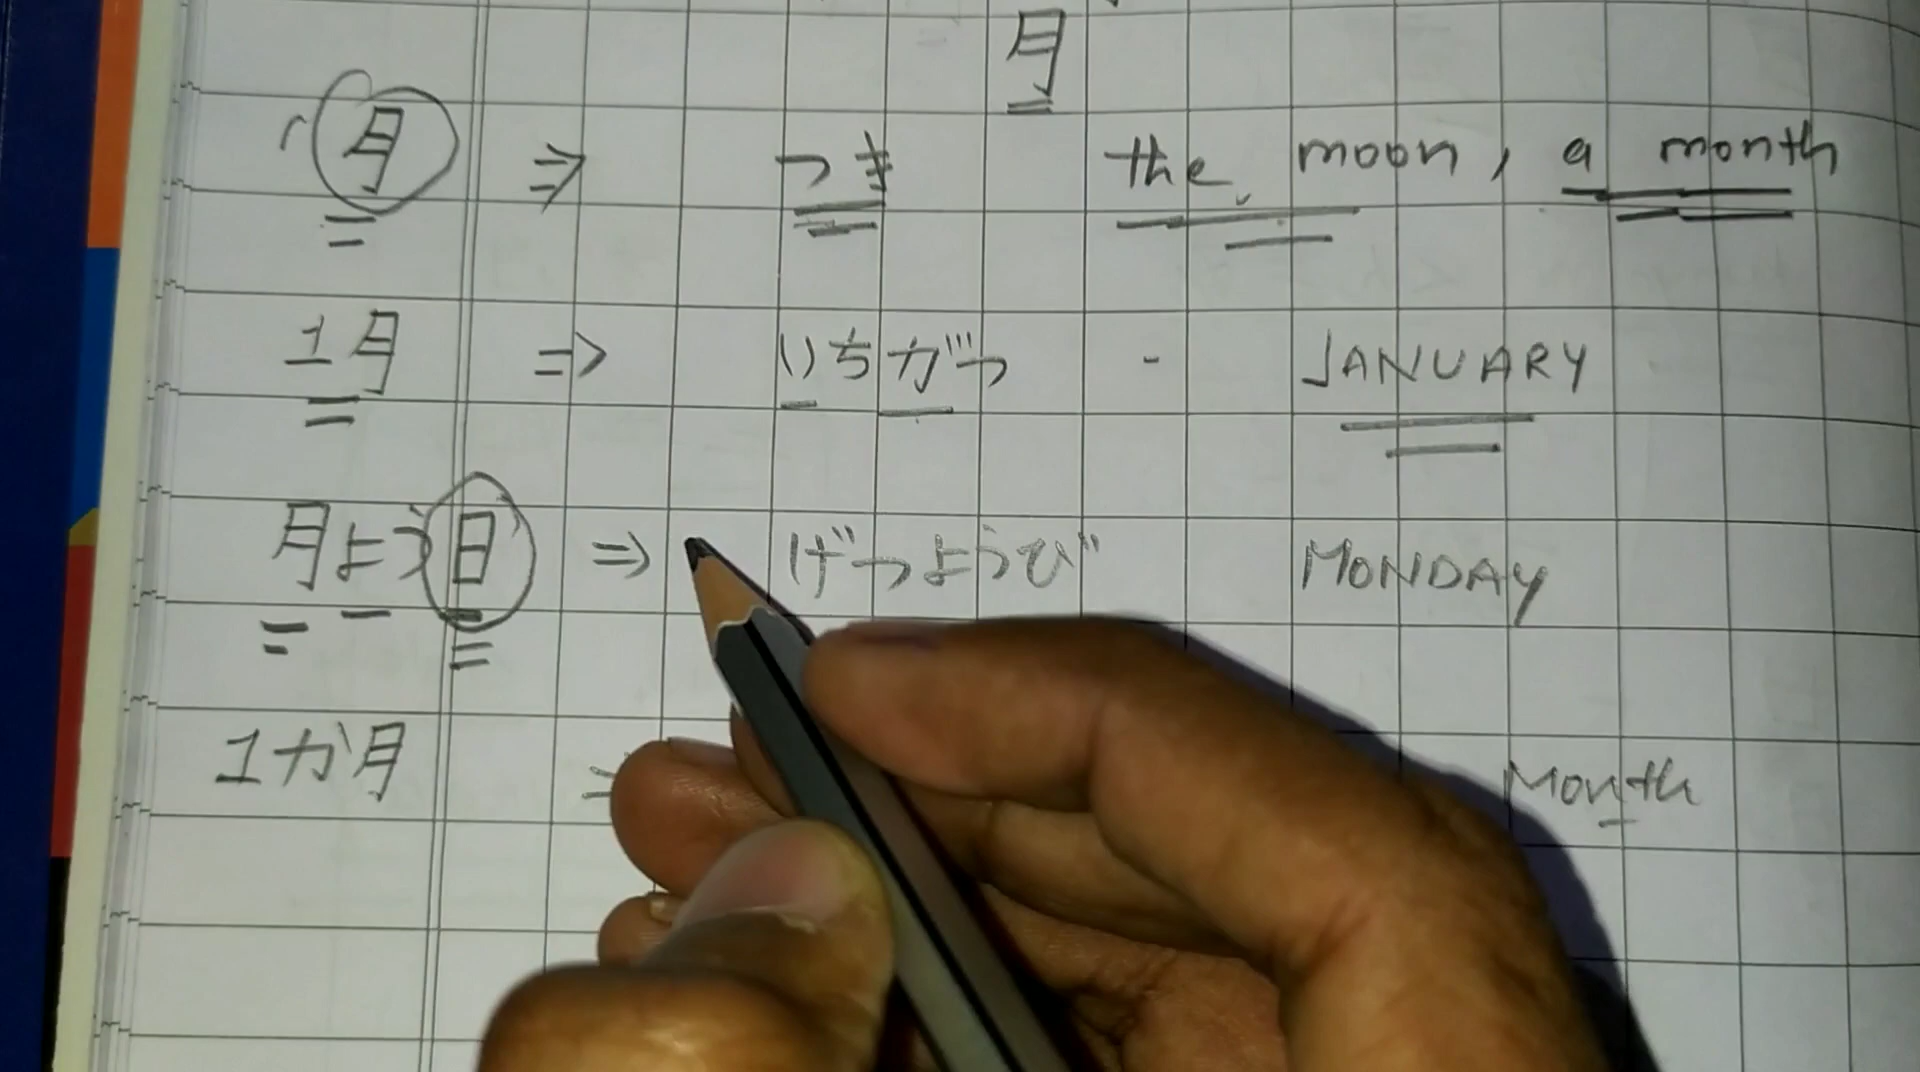 月
月 ⇒ つき the moon, a month
1月 ⇒ いちがつ - JANUARY
月よう日 ⇒ げつようび MONDAY
1か月 Month